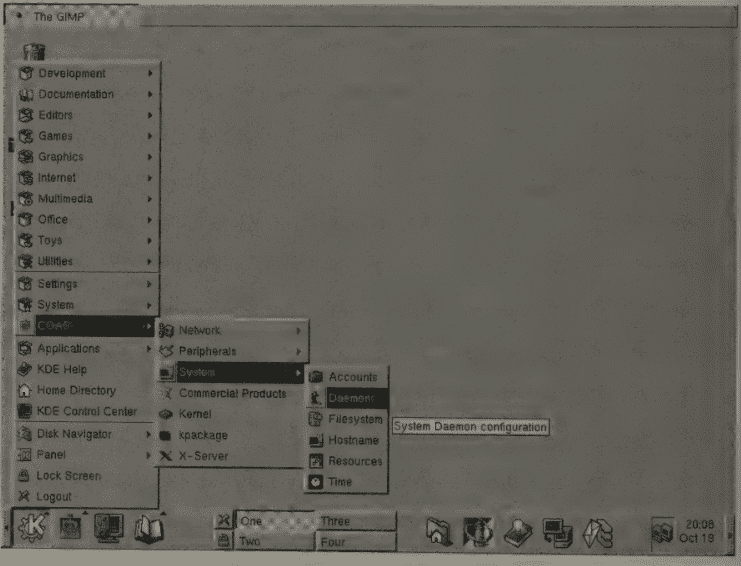 The GIMP
Development
Documentation
Editors
Games
Graphics
Internet
Multimedia
Office
Toys
Utilities
Settings
System
COAS
Applications
KDE Help
Home Directory
KDE Control Center
Disk Navigator
Panel
Lock Screen
Logout
Network
Peripherals
System
Commercial Products
Kernel
kpackage
X-Server
Accounts
Daemons
Filesystem
Hostname
Resources
Time
System Daemon configuration
One
Two
Three
Four
20:08
Oct 19